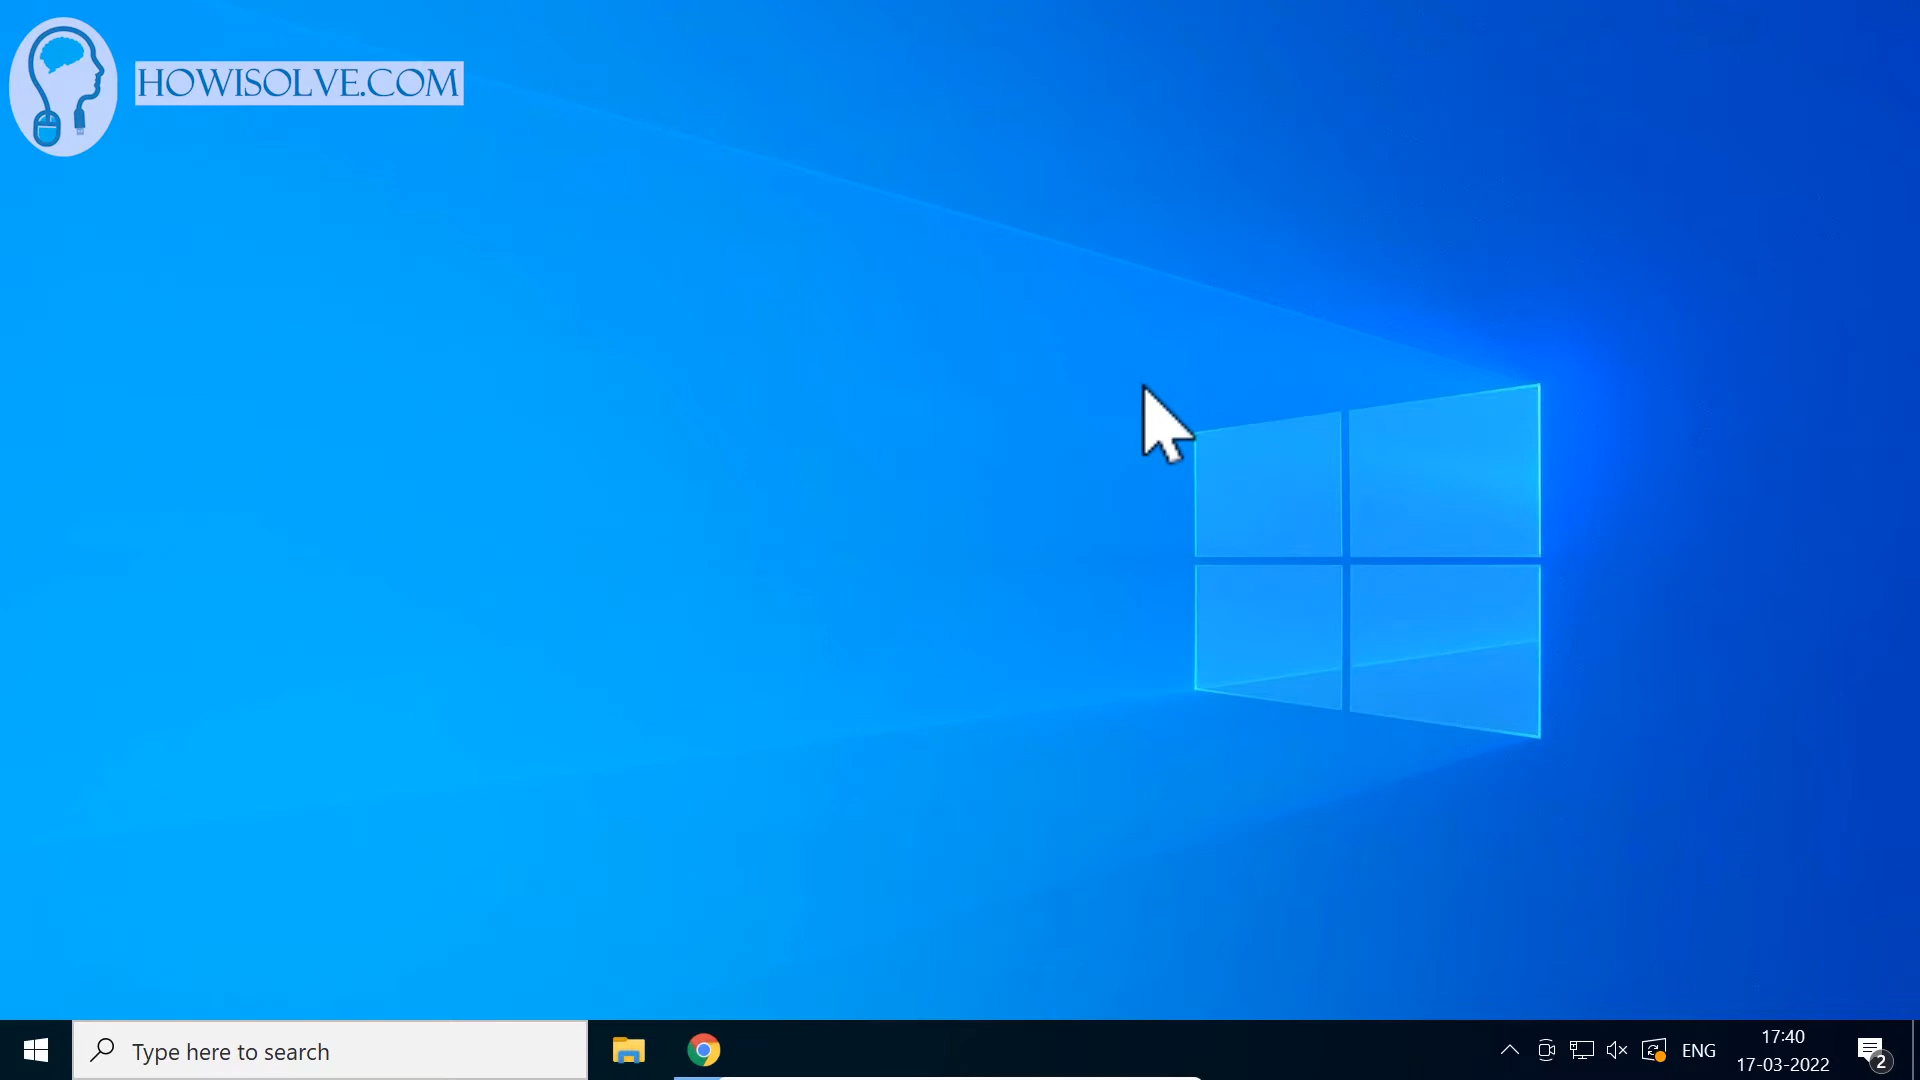 HOWISOLVE.COM
Type here to search
ENG
17:40
17-03-2022
2